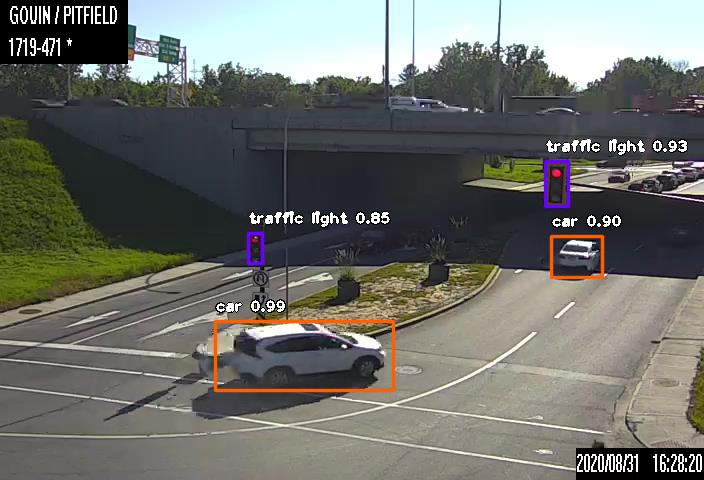 GOUIN / PITFIELD
1719-471 *
traffic light 0.93
traffic light 0.85
car 0.90
car 0.99
2020/08/31 16:28:20